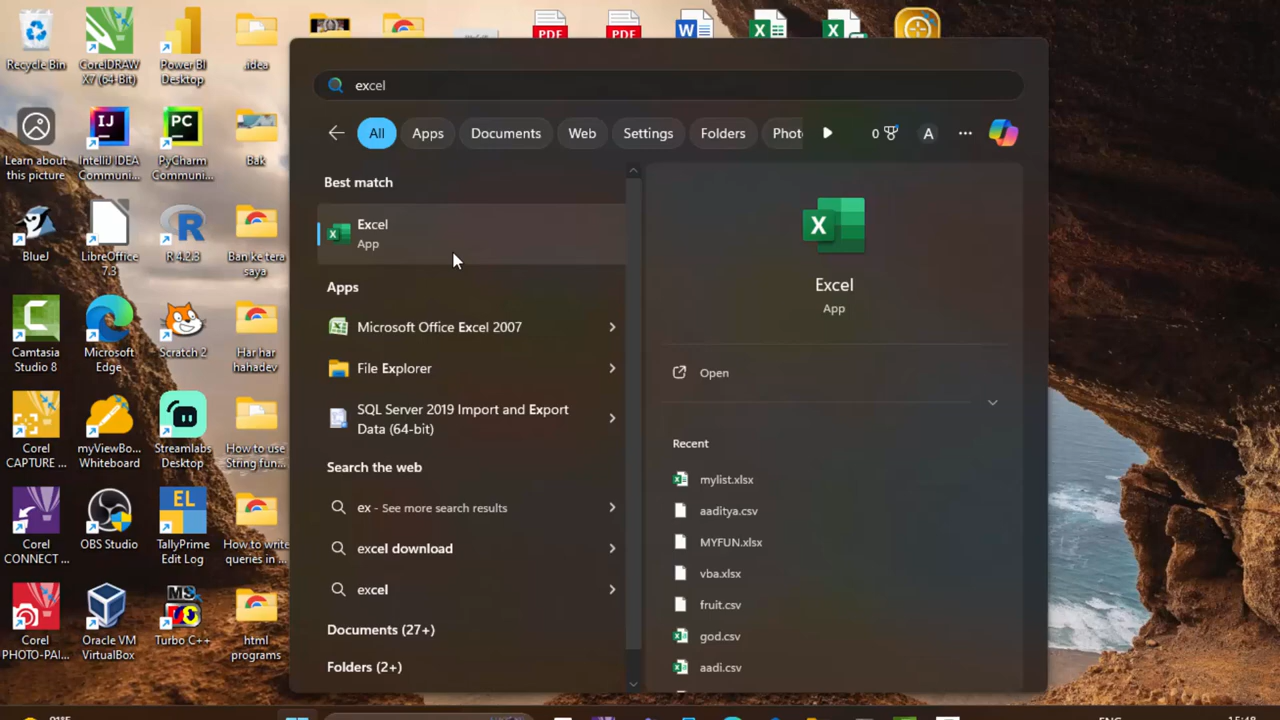 Recycle Bin
CorelDRAW
X7 (64-Bit)
Power BI
Desktop
.idea
PDF
PDF
Learn about
this picture
IntelliJ IDEA
Communi...
PyCharm
Communi...
Bak
BlueJ
LibreOffice
7.3
R 4.2.3
Ban ke tera
saya
Camtasia
Studio 8
Microsoft
Edge
Scratch 2
Har har
hahadev
Corel
CAPTURE ...
myViewBo...
Whiteboard
Streamlabs
Desktop
How to use
String fun...
Corel
CONNECT ...
OBS Studio
TallyPrime
Edit Log
How to write
queries in ...
Corel
PHOTO-PAI...
Oracle VM
VirtualBox
Turbo C++
html
programs
excel
All
Apps
Documents
Web
Settings
Folders
Phot
0
A
Best match
Excel
App
Apps
Microsoft Office Excel 2007
File Explorer
SQL Server 2019 Import and Export
Data (64-bit)
Search the web
ex - See more search results
excel download
excel
Documents (27+)
Folders (2+)
Excel
App
Open
Recent
mylist.xlsx
aaditya.csv
MYFUN.xlsx
vba.xlsx
fruit.csv
god.csv
aadi.csv
91°F
ENG
15:48